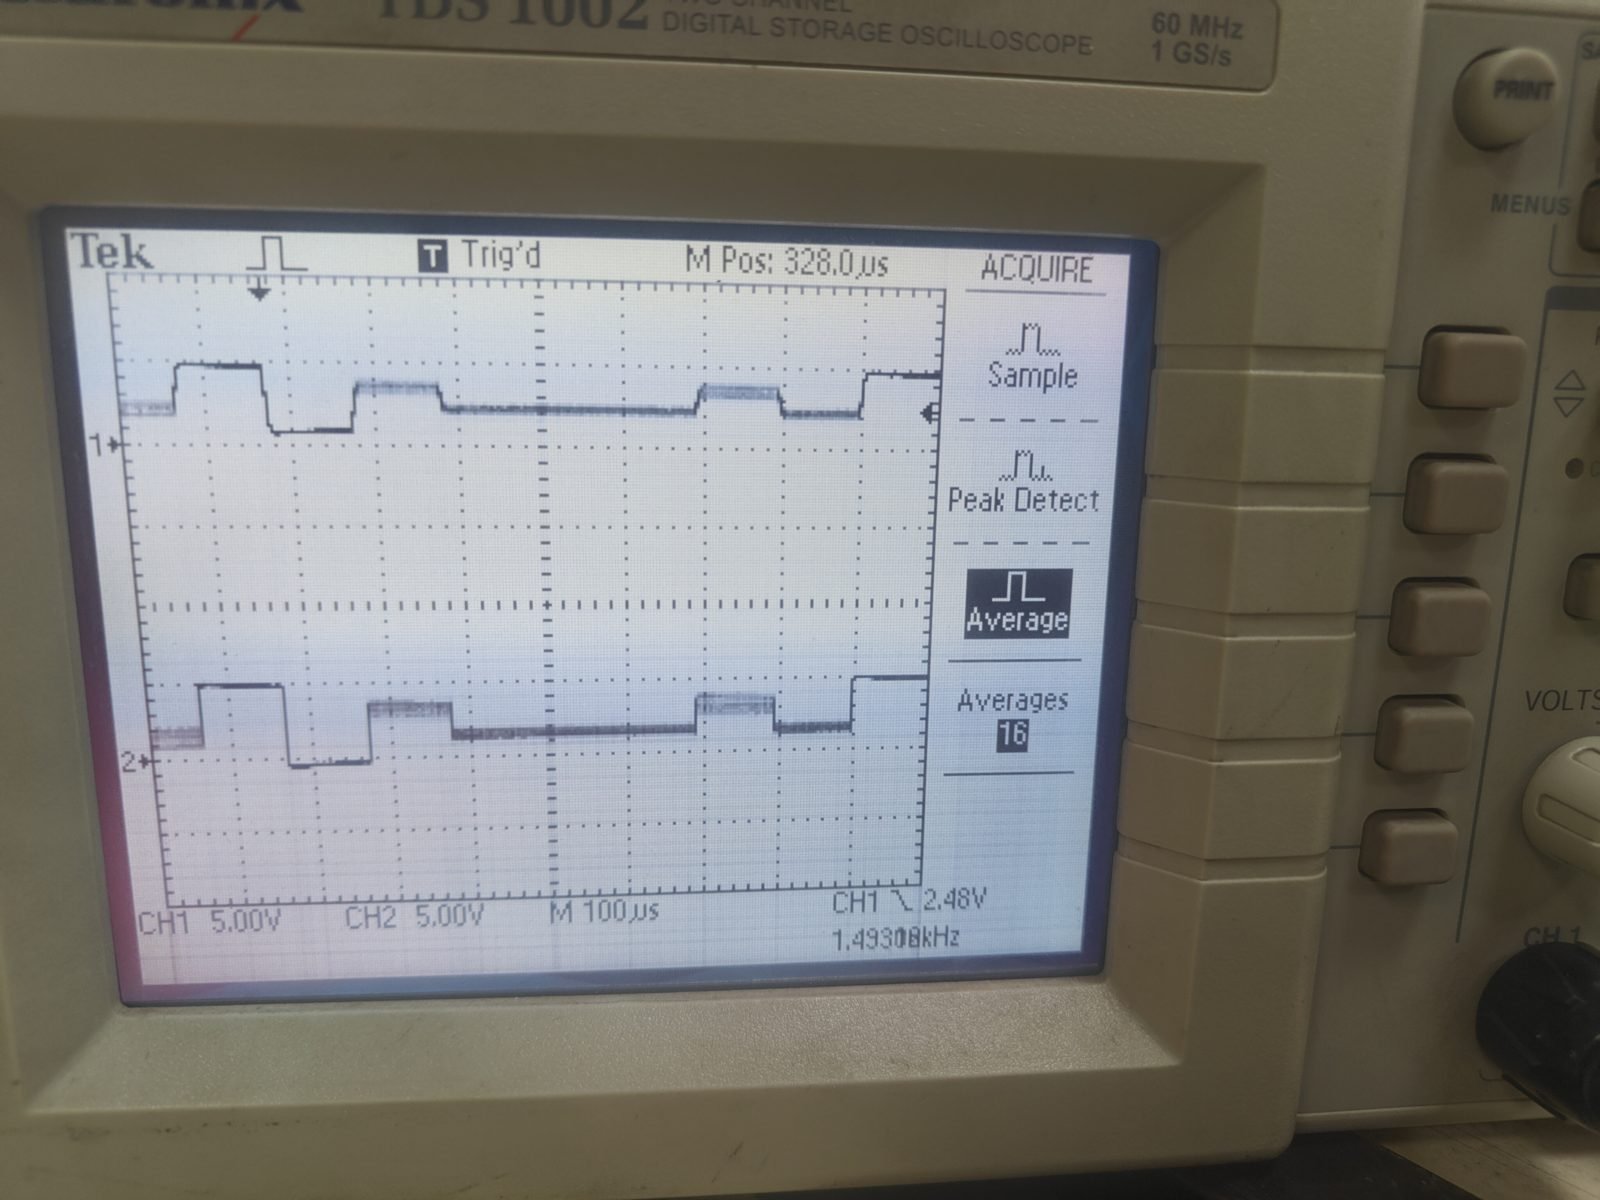 TDS 1002
DIGITAL STORAGE OSCILLOSCOPE
60 MHz
1 GS/s
PRINT
MENUS
Tek
T Trig'd
M Pos: 328.0µs
ACQUIRE
Sample
Peak Detect
Average
Averages
16
1
2
CH1 5.00V
CH2 5.00V
M 100µs
CH1 2.48V
VOLTS
CH 1